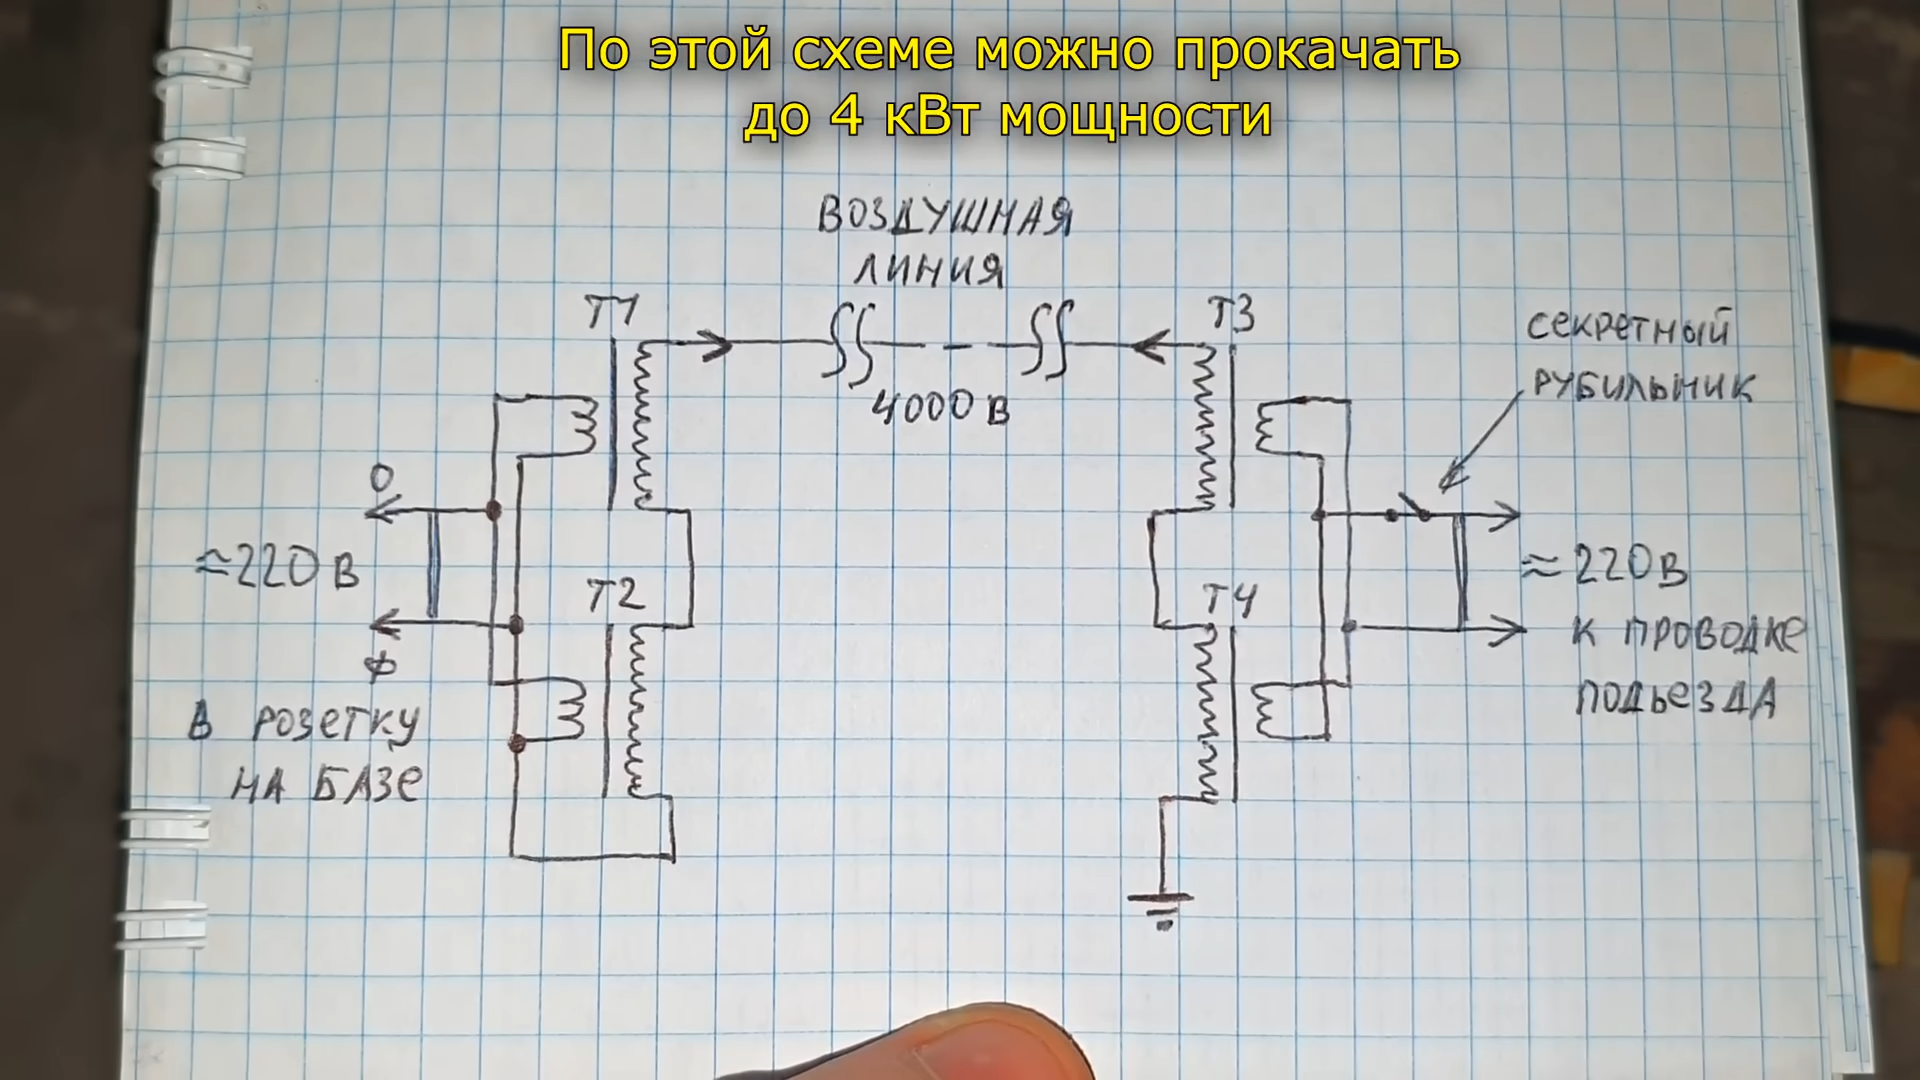 По этой схеме можно прокачать
до 4 кВт мощности
ВОЗДУШНАЯ
ЛИНИЯ
Т1
Т3
СЕКРЕТНЫЙ
РУБИЛЬНИК
4000 В
0
≈220 В
Т2
Т4
≈220 В
Ф
К ПРОВОДКЕ
ПОДЬЕЗДА
В РОЗЕТКУ
НА БАЗЕ